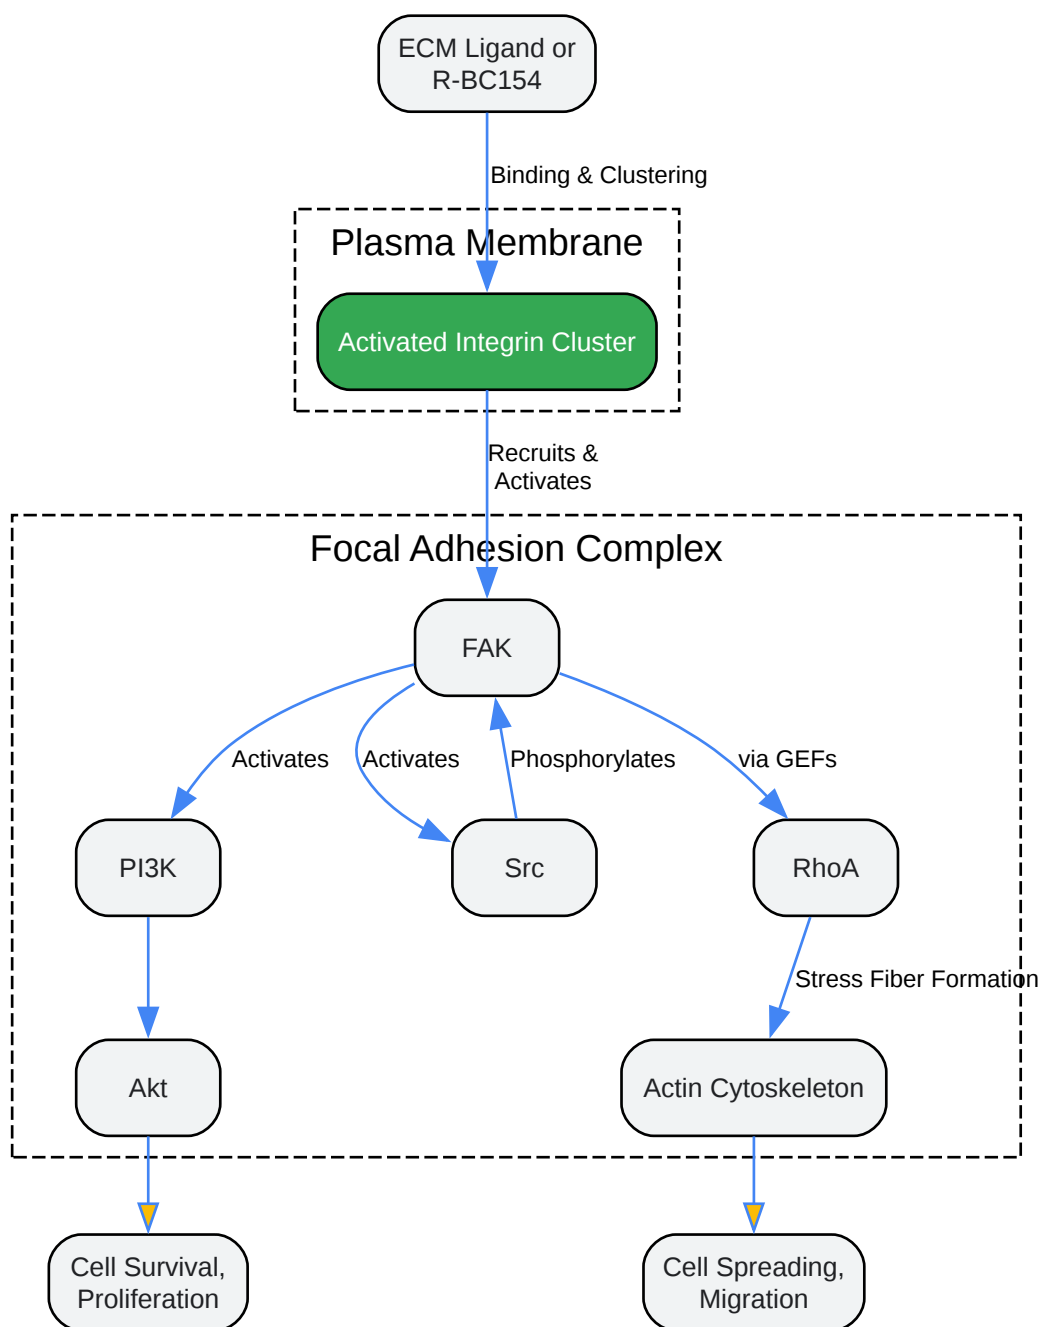 ECM Ligand or
R-BC154
Binding & Clustering
Plasma Membrane
Activated Integrin Cluster
Recruits &
Activates
Focal Adhesion Complex
FAK
Activates
Activates
Phosphorylates
via GEFs
PI3K
Src
RhoA
Stress Fiber Formation
Akt
Actin Cytoskeleton
Cell Survival,
Proliferation
Cell Spreading,
Migration